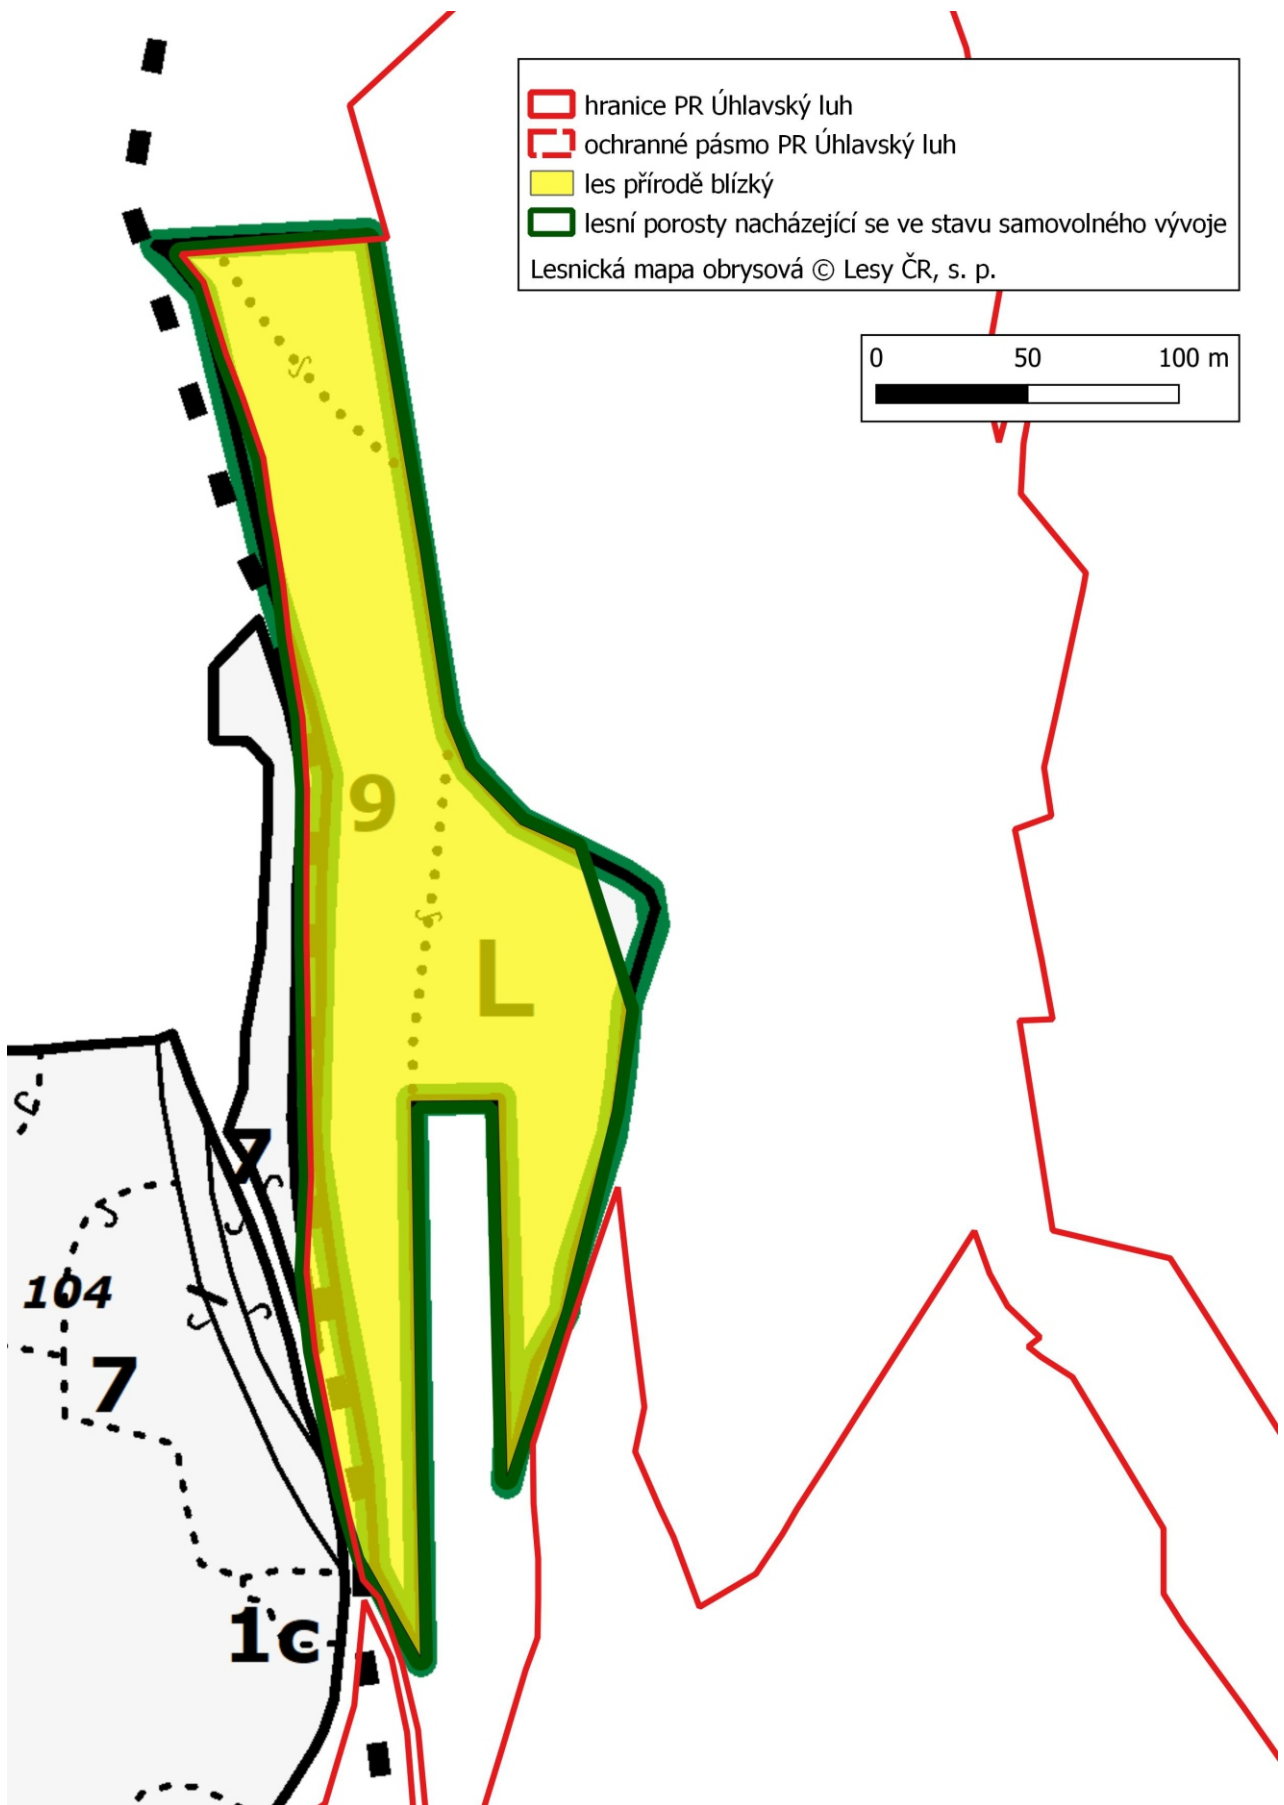 hranice PR Úhlavský luh
ochranné pásmo PR Úhlavský luh
les přírodě blízký
lesní porosty nacházející se ve stavu samovolného vývoje
Lesnická mapa obrysová © Lesy ČR, s. p.
0 50 100 m
9
L
7
104
7
1c